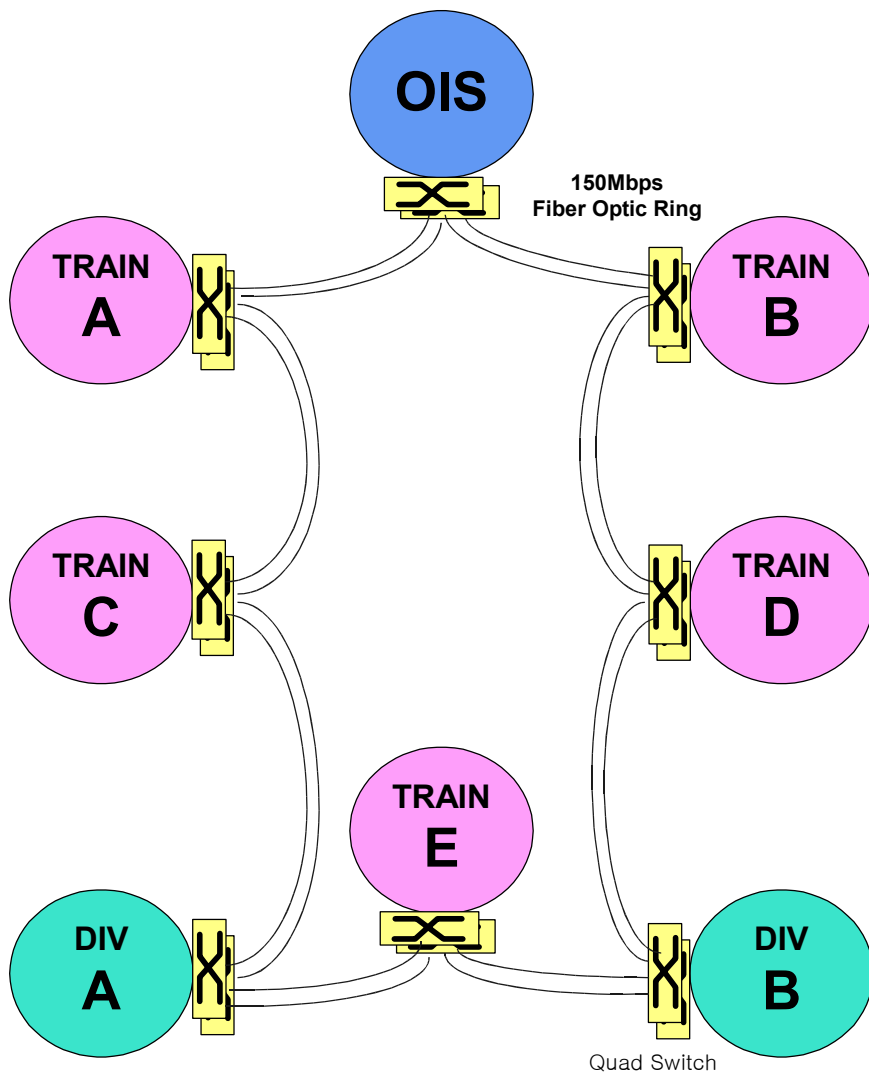 OIS
150Mbps
Fiber Optic Ring
TRAIN
A
TRAIN
B
TRAIN
C
TRAIN
D
TRAIN
E
DIV
A
DIV
B
Quad Switch